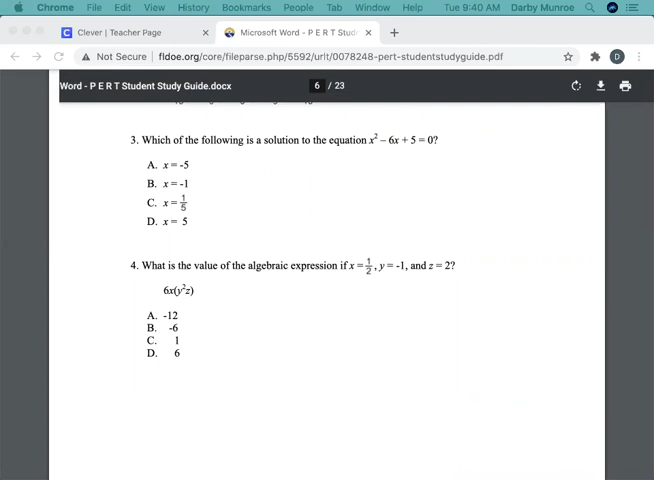 Chrome File Edit View History Bookmarks People Tab Window Help Tue 9:40 AM Darby Munroe
Clever | Teacher Page
Microsoft Word - P E R T Stud
Not Secure | fldoe.org/core/fileparse.php/5592/urlt/0078248-pert-studentstudyguide.pdf
D
Word - P E R T Student Study Guide.docx 6 / 23
3. Which of the following is a solution to the equation x² – 6x + 5 = 0?
A. x = -5
B. x = -1
C. x = 1/5
D. x = 5
4. What is the value of the algebraic expression if x = 1/2, y = -1, and z = 2?
6x(y²z)
A. -12
B. -6
C. 1
D. 6